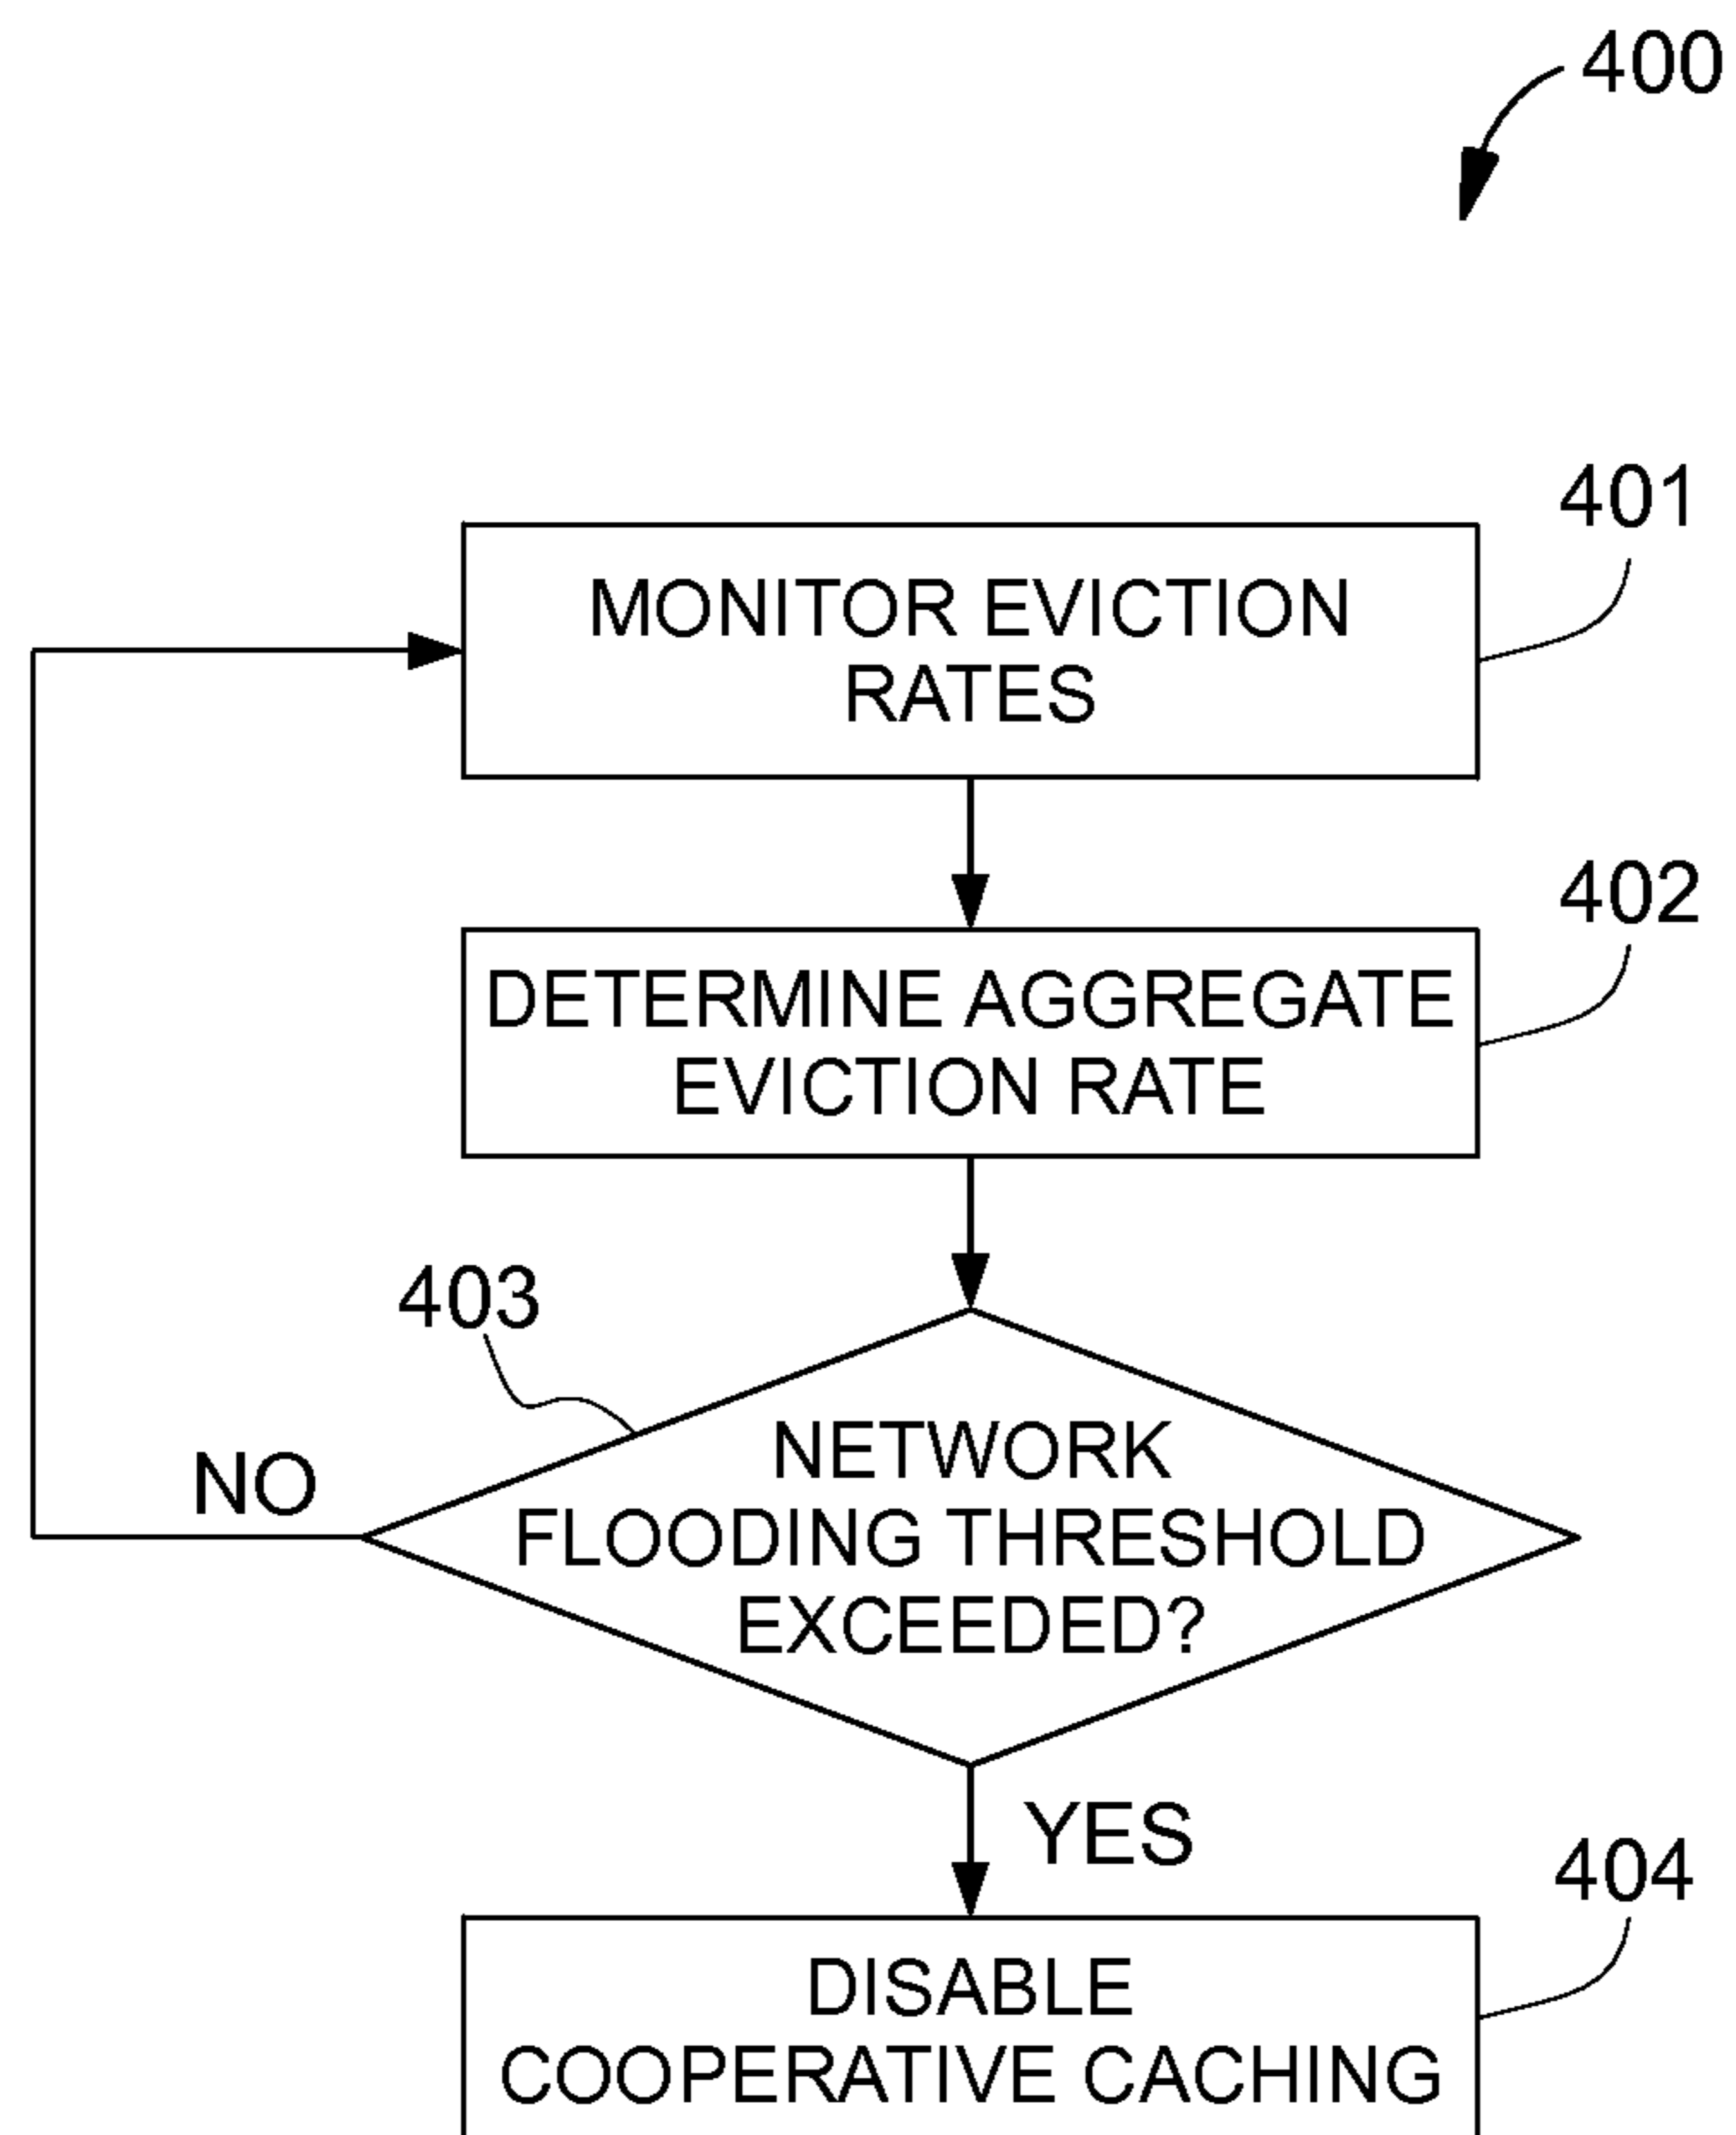 400
401
MONITOR EVICTION
RATES
402
DETERMINE AGGREGATE
EVICTION RATE
403
NETWORK
FLOODING THRESHOLD
EXCEEDED?
NO
YES
404
DISABLE
COOPERATIVE CACHING